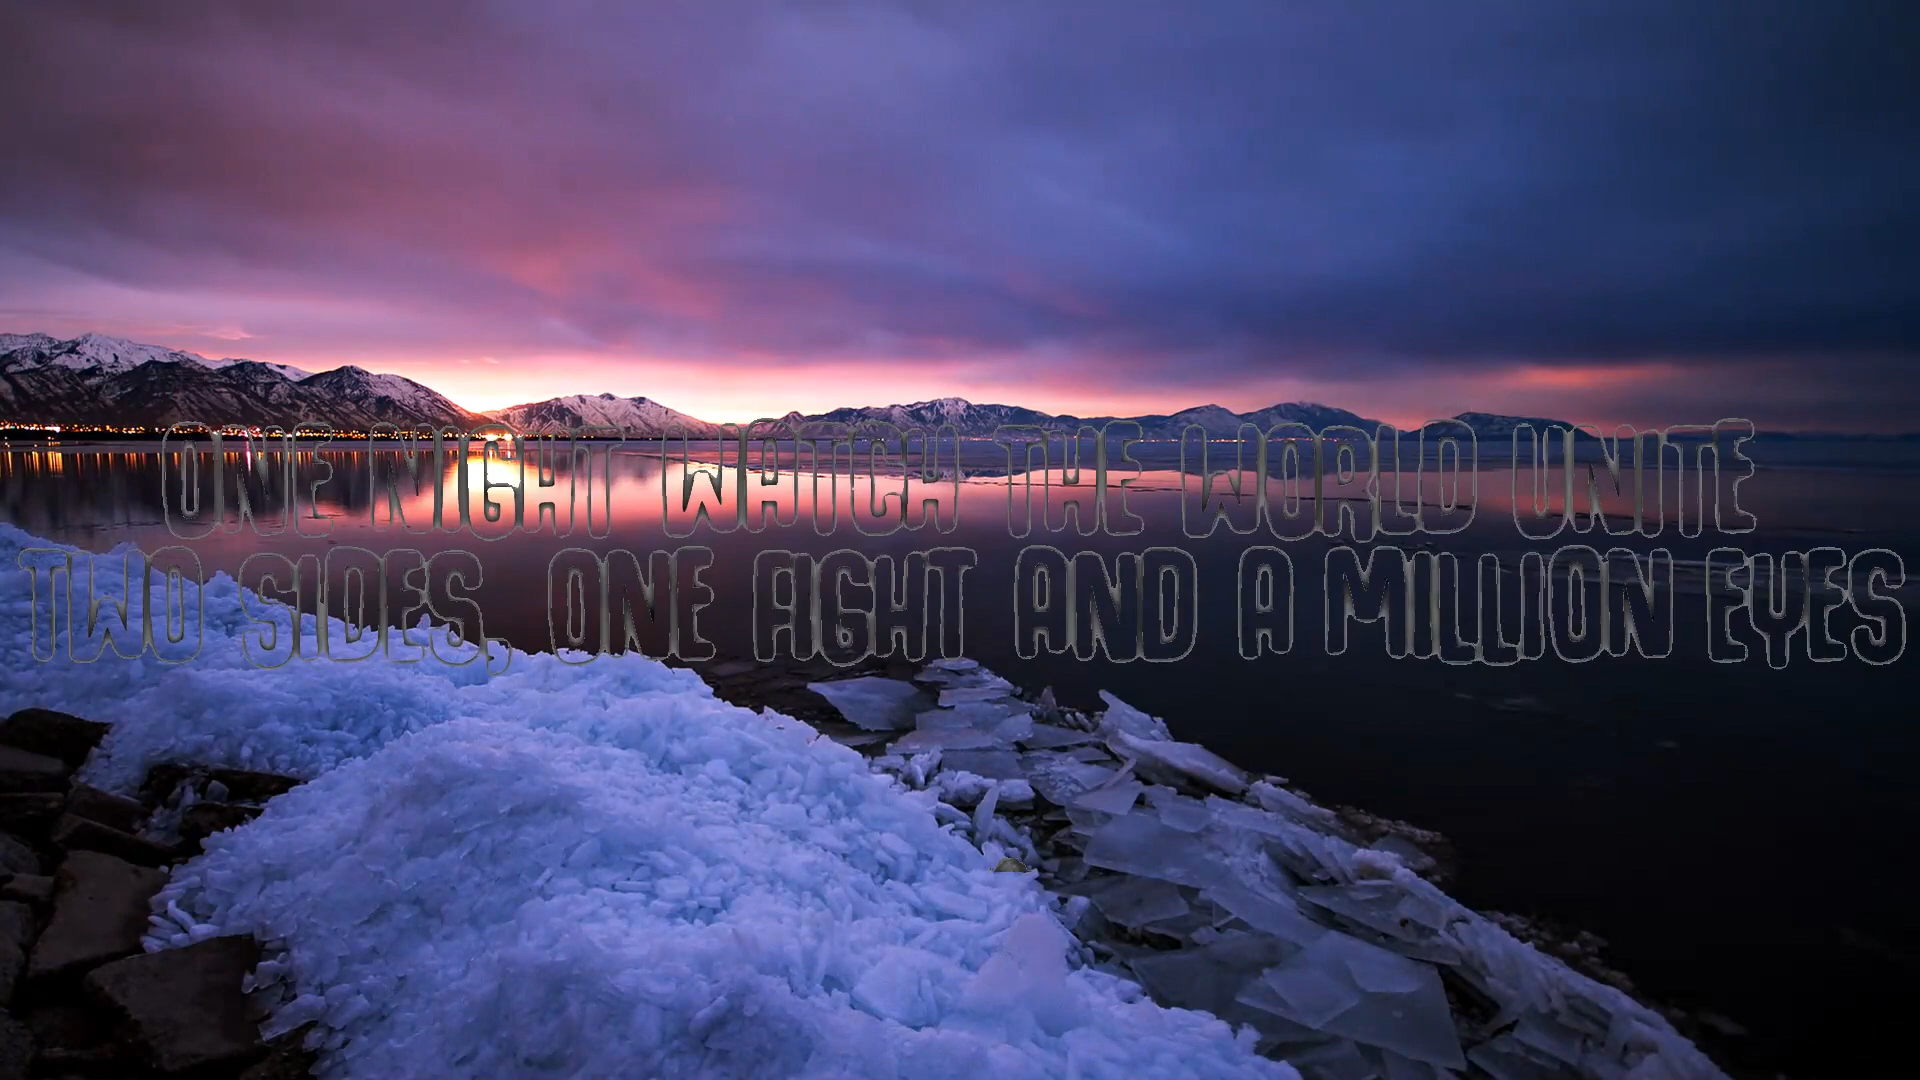 ONE NIGHT WATCH THE WORLD UNITE
TWO SIDES, ONE FIGHT AND A MILLION EYES